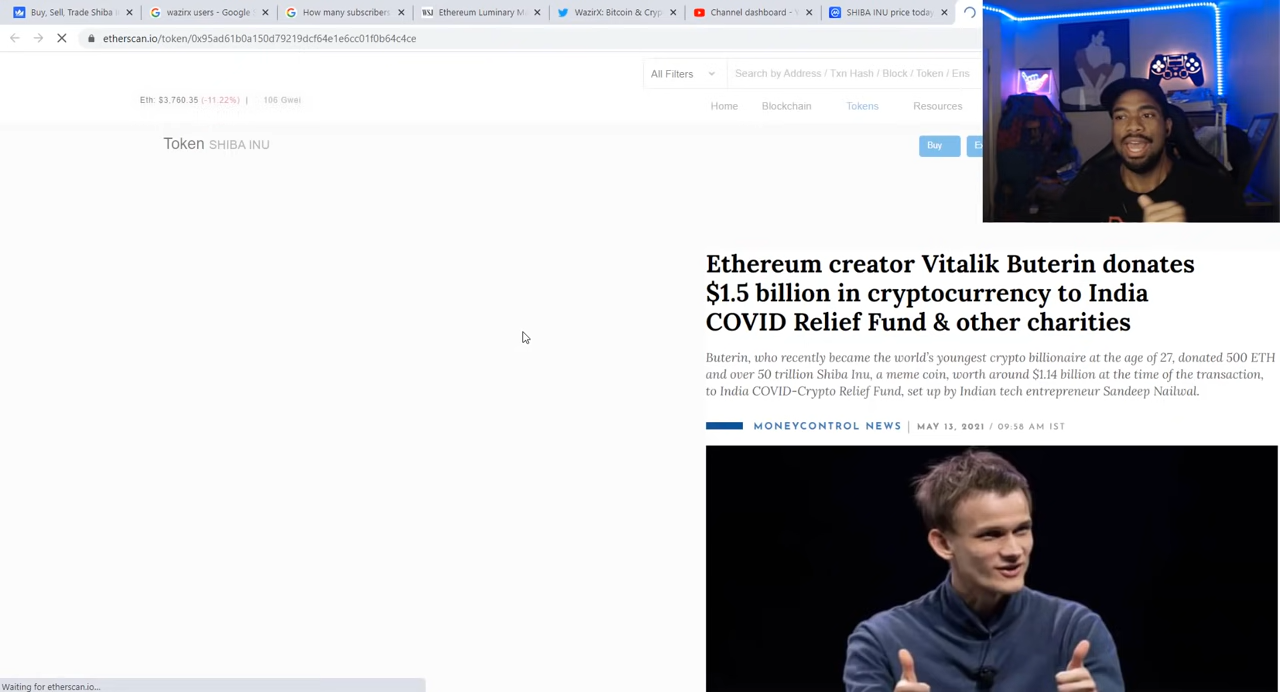 Buy, Sell, Trade Shiba I
wazirx users - Google
How many subscribers
WSJ
Ethereum Luminary Mo
WazirX: Bitcoin & Cryp
Channel dashboard - Y
SHIBA INU price today
etherscan.io/token/0x95ad61b0a150d79219dcf64e1e6cc01f0b64c4ce
All Filters
Search by Address / Txn Hash / Block / Token / Ens
Eth: $3,760.35 (-11.22%) | 106 Gwei
Home Blockchain Tokens Resources
Token SHIBA INU
Buy
Ethereum creator Vitalik Buterin donates
$1.5 billion in cryptocurrency to India
COVID Relief Fund & other charities
Buterin, who recently became the world's youngest crypto billionaire at the age of 27, donated 500 ETH
and over 50 trillion Shiba Inu, a meme coin, worth around $1.14 billion at the time of the transaction,
to India COVID-Crypto Relief Fund, set up by Indian tech entrepreneur Sandeep Nailwal.
MONEYCONTROL NEWS | MAY 13, 2021 / 09:58 AM IST
Waiting for etherscan.io...